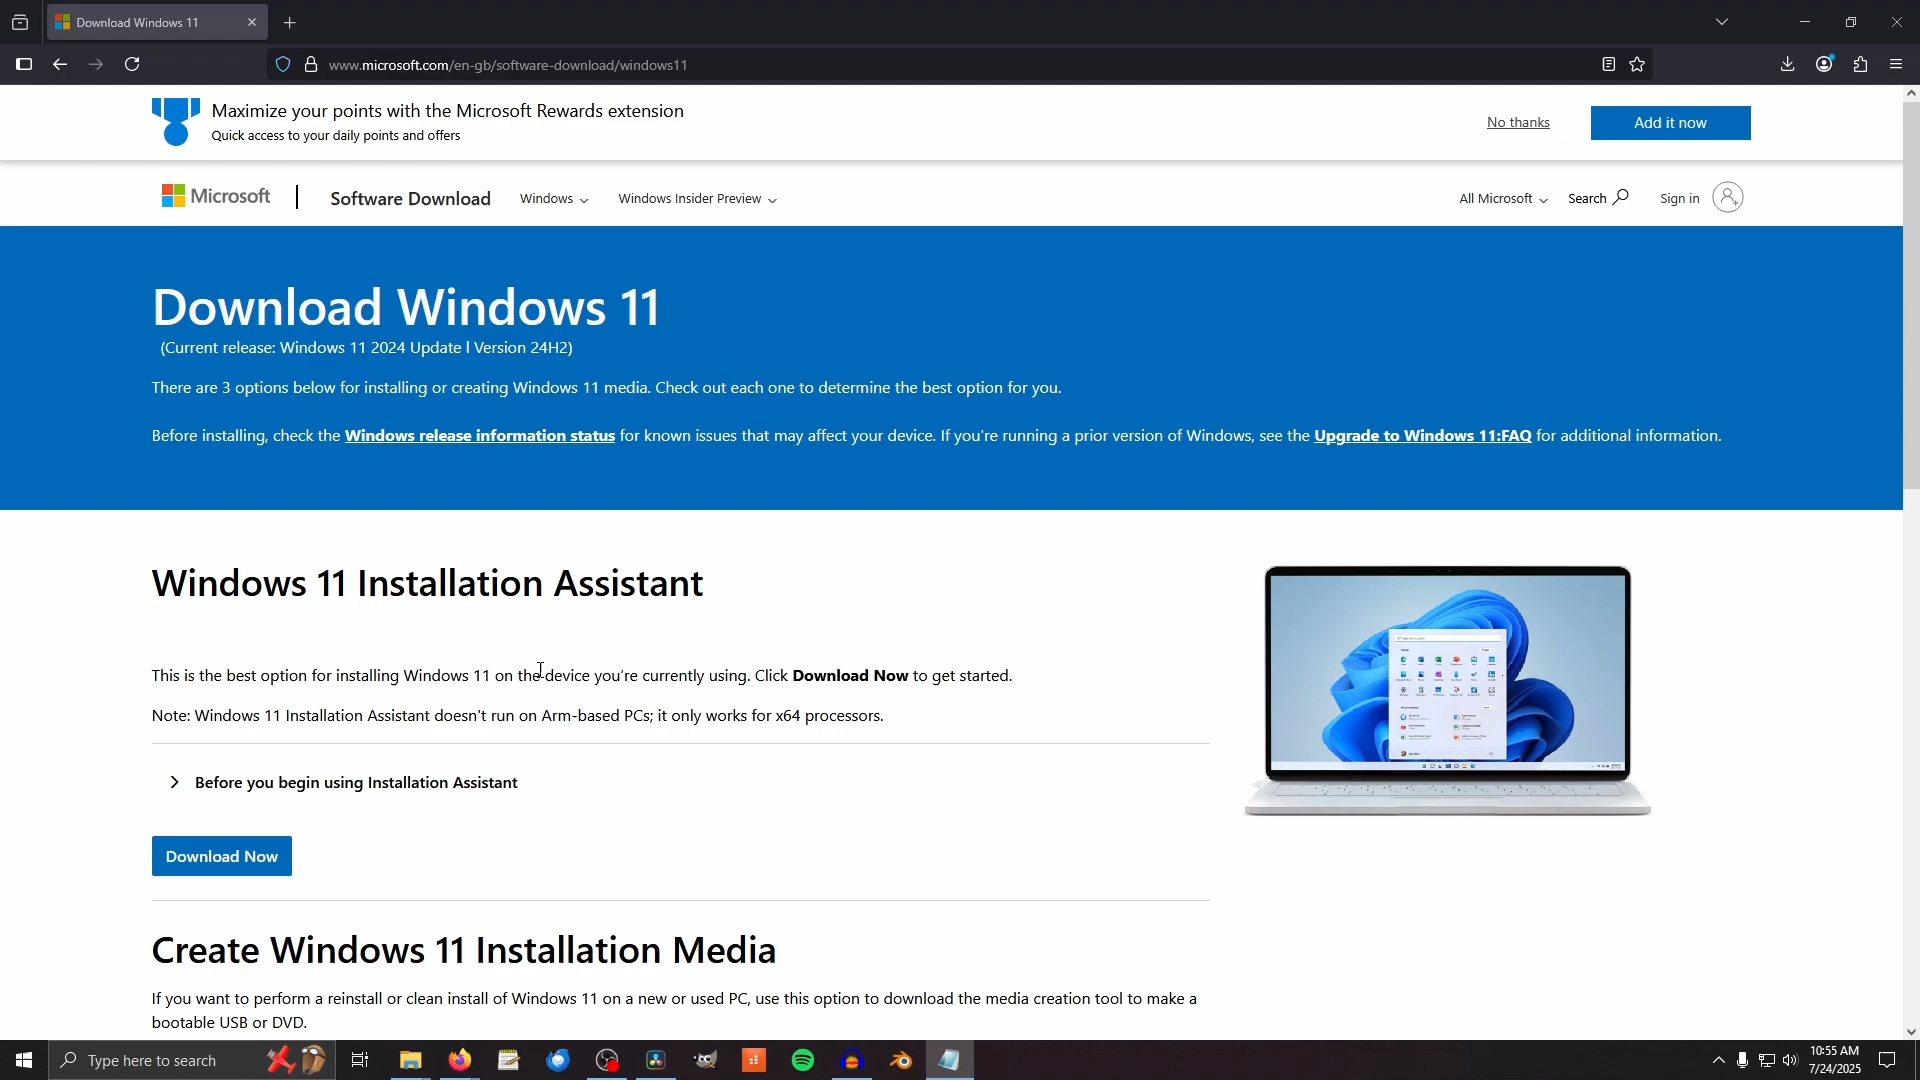 Download Windows 11
www.microsoft.com/en-gb/software-download/windows11
Maximize your points with the Microsoft Rewards extension
Quick access to your daily points and offers
No thanks
Add it now
Microsoft
Software Download
Windows
Windows Insider Preview
All Microsoft
Search
Sign in
Download Windows 11
(Current release: Windows 11 2024 Update l Version 24H2)
There are 3 options below for installing or creating Windows 11 media. Check out each one to determine the best option for you.
Before installing, check the Windows release information status for known issues that may affect your device. If you're running a prior version of Windows, see the Upgrade to Windows 11:FAQ for additional information.
Windows 11 Installation Assistant
This is the best option for installing Windows 11 on the device you’re currently using. Click Download Now to get started.
Note: Windows 11 Installation Assistant doesn't run on Arm-based PCs; it only works for x64 processors.
Before you begin using Installation Assistant
Download Now
Create Windows 11 Installation Media
If you want to perform a reinstall or clean install of Windows 11 on a new or used PC, use this option to download the media creation tool to make a
bootable USB or DVD.
Type here to search
10:55 AM
7/24/2025